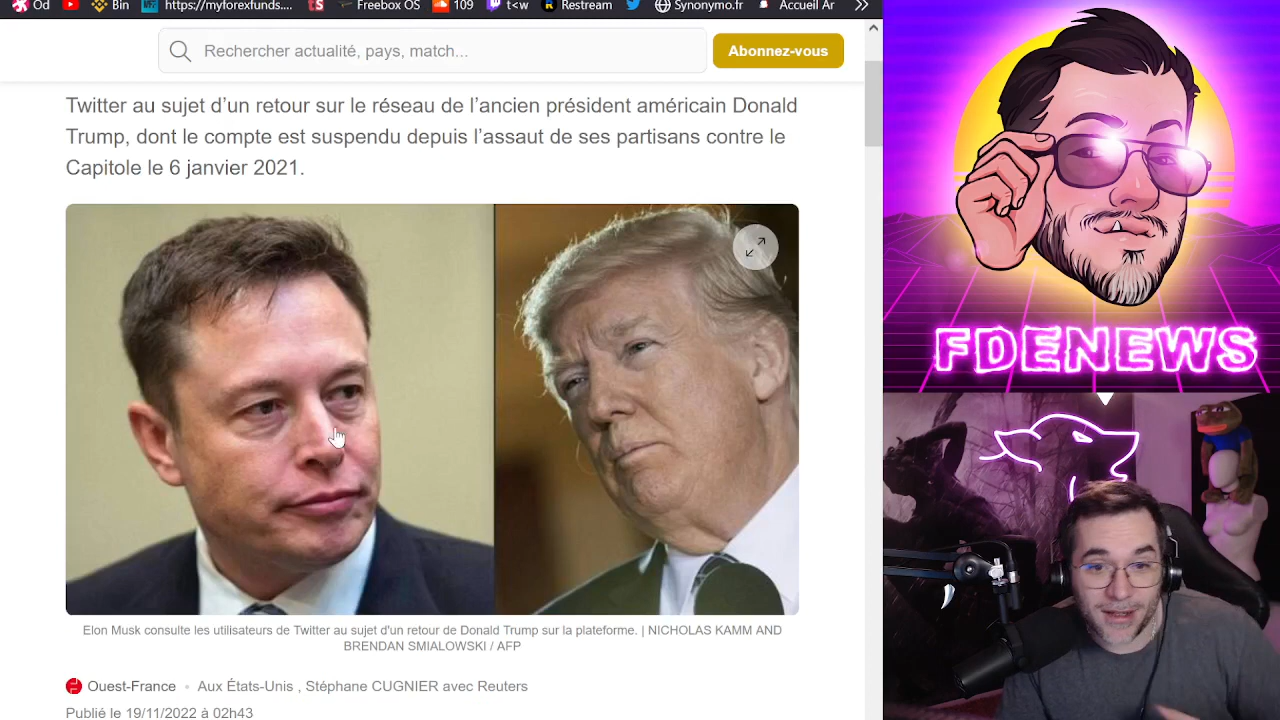 Od
Bin
https://myforexfunds....
Freebox OS
109
t<w
Restream
Synonymo.fr
Accueil Ar
Rechercher actualité, pays, match...
Abonnez-vous
Twitter au sujet d’un retour sur le réseau de l’ancien président américain Donald
Trump, dont le compte est suspendu depuis l’assaut de ses partisans contre le
Capitole le 6 janvier 2021.
Elon Musk consulte les utilisateurs de Twitter au sujet d'un retour de Donald Trump sur la plateforme. | NICHOLAS KAMM AND
BRENDAN SMIALOWSKI / AFP
Ouest-France • Aux États-Unis , Stéphane CUGNIER avec Reuters
Publié le 19/11/2022 à 02h43
FDENEWS